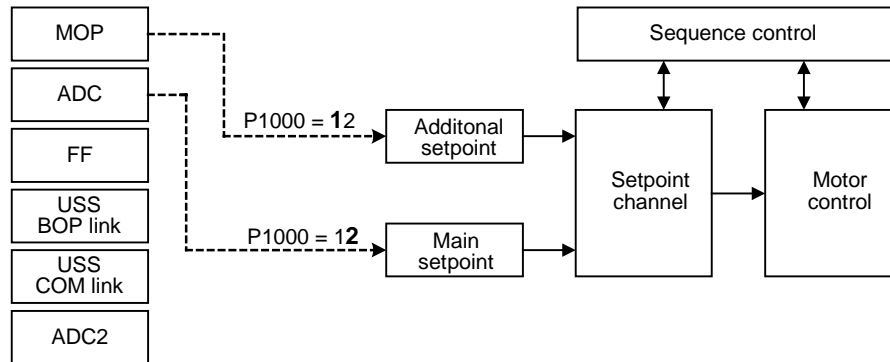 MOP
ADC
FF
USS
BOP link
USS
COM link
ADC2
P1000 = 12
P1000 = 12
Additonal
setpoint
Main
setpoint
Sequence control
Setpoint
channel
Motor
control